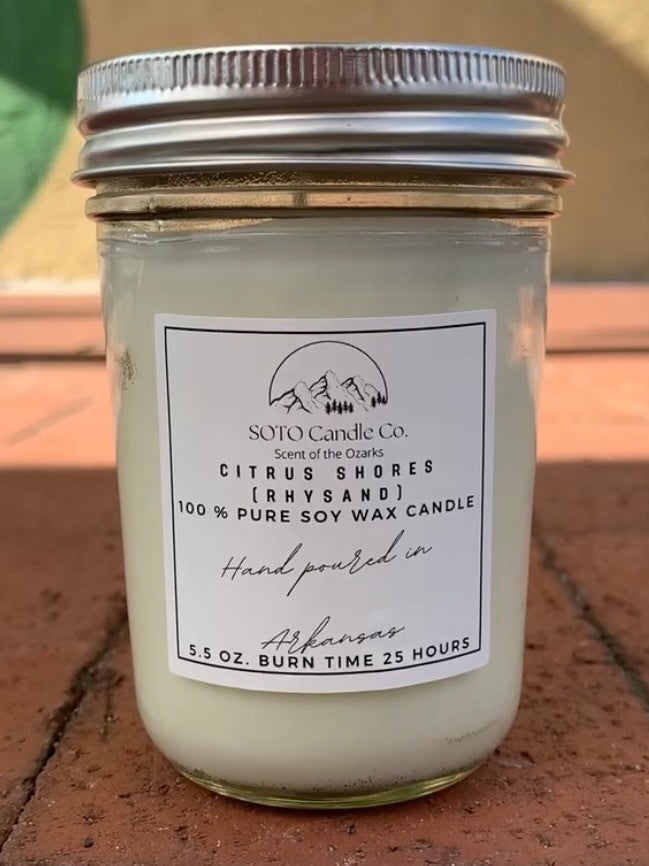 SOTO Candle Co.
Scent of the Ozarks
CITRUS SHORES
(RHYSAND)
100 % PURE SOY WAX CANDLE
Hand poured in
Arkansas
5.5 OZ. BURN TIME 25 HOURS